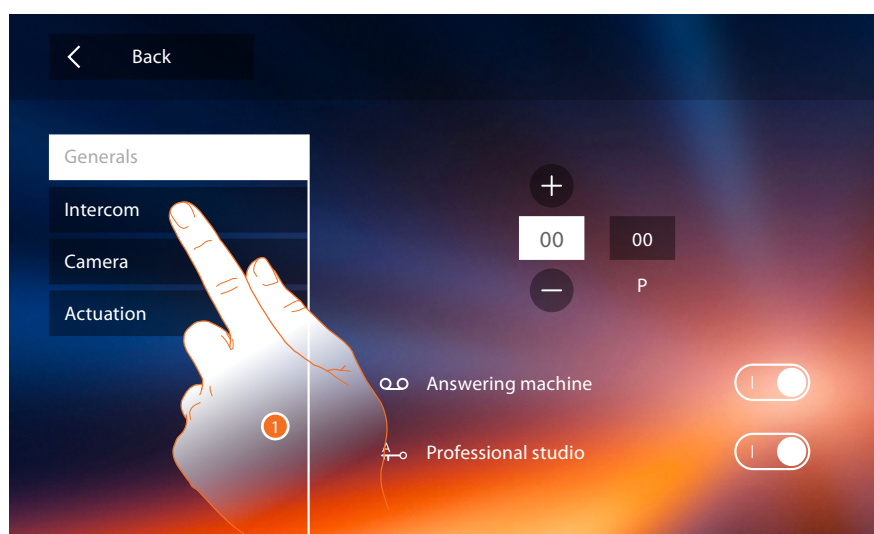 Back
Generals
Intercom
Camera
Actuation
00 00
P
Answering machine
A
Professional studio
1